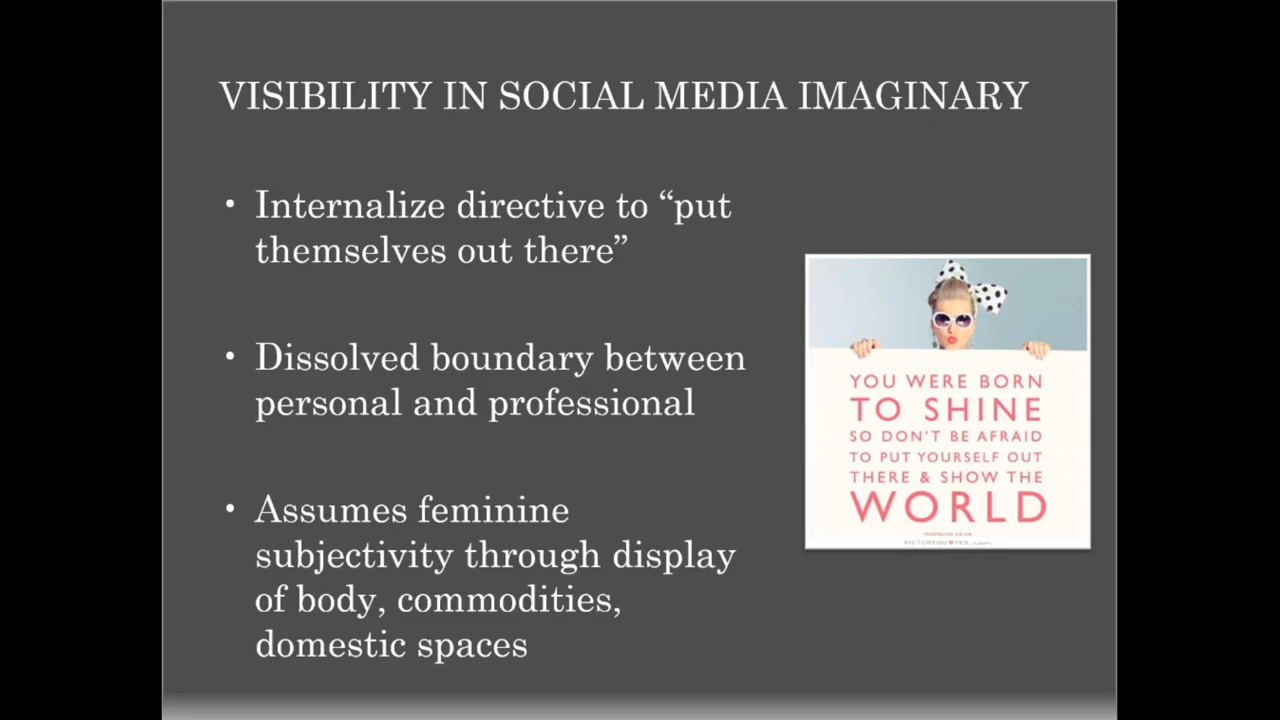 VISIBILITY IN SOCIAL MEDIA IMAGINARY
• Internalize directive to “put
themselves out there”
• Dissolved boundary between
personal and professional
• Assumes feminine
subjectivity through display
of body, commodities,
domestic spaces
YOU WERE BORN
TO SHINE
SO DON'T BE AFRAID
TO PUT YOURSELF OUT
THERE & SHOW THE
WORLD